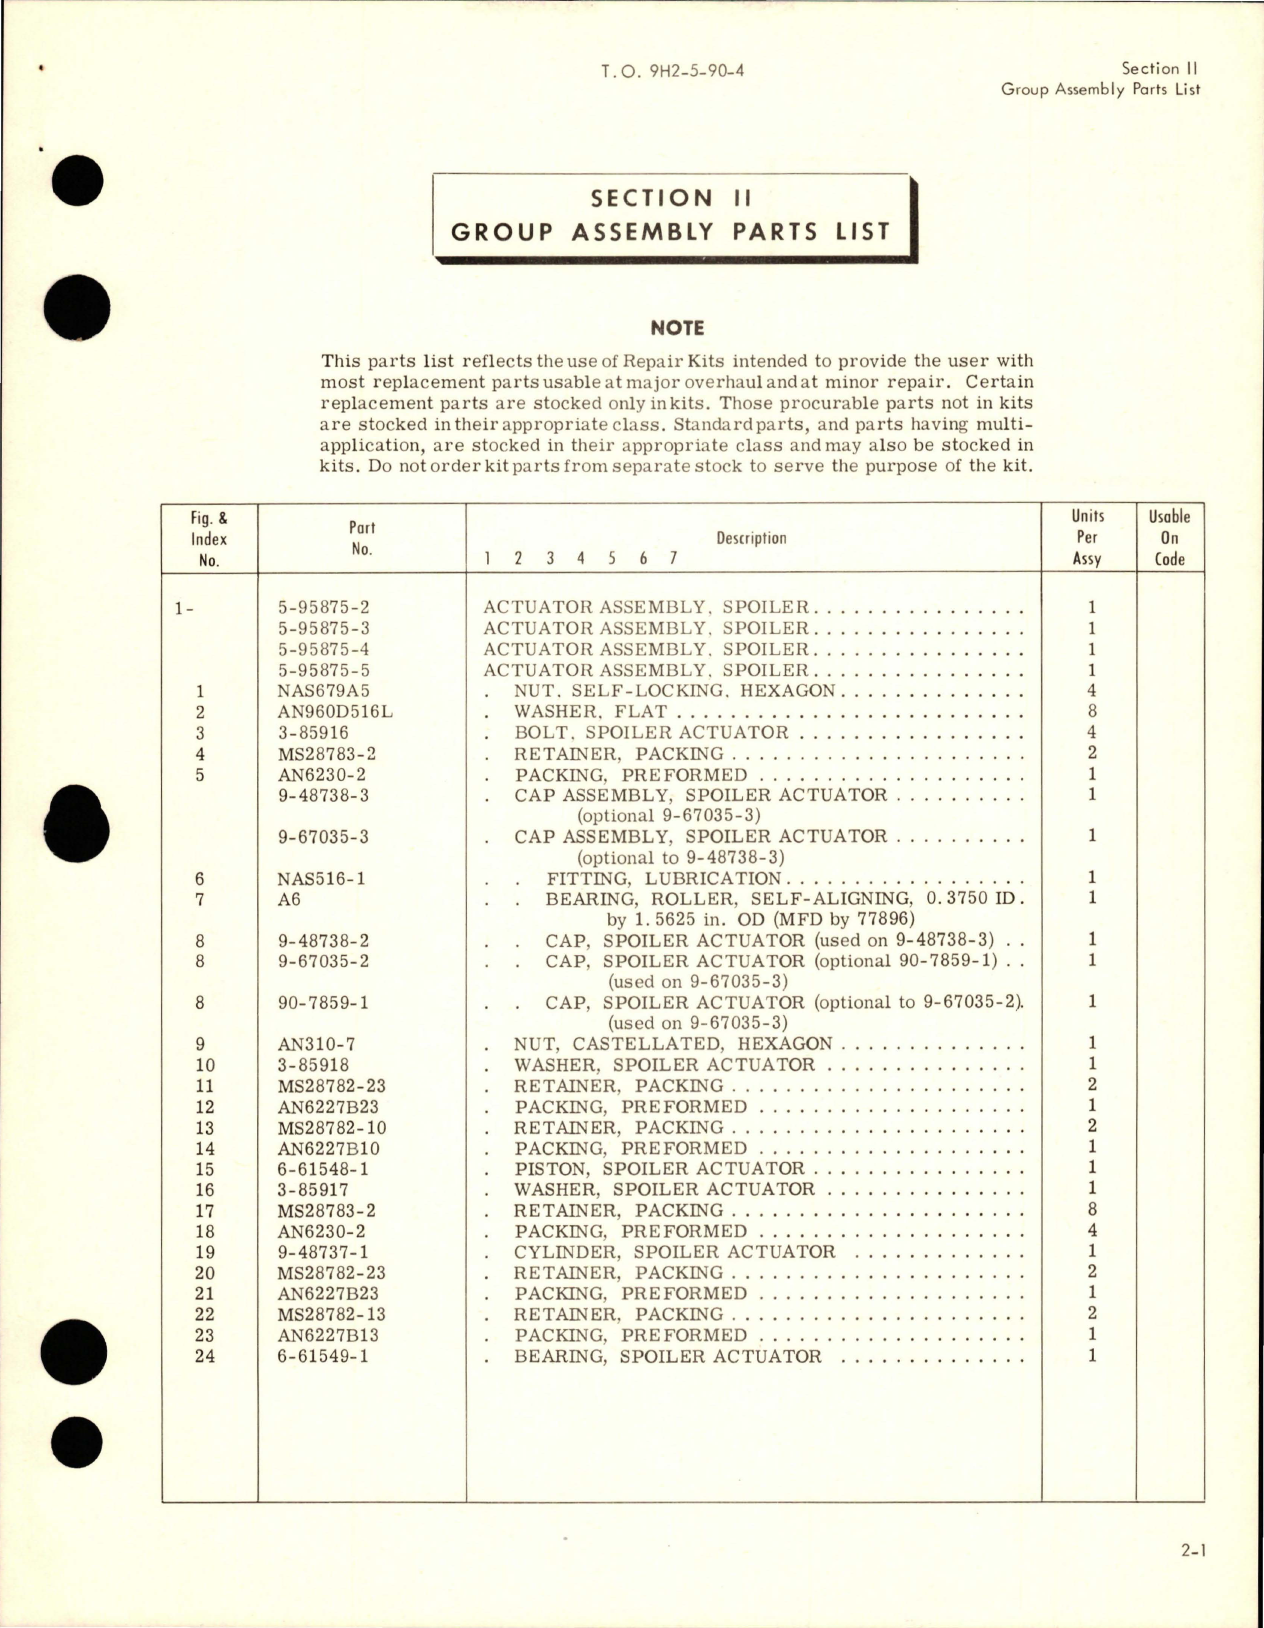 T.O. 9H2-5-90-4
Section II
Group Assembly Parts List
SECTION II
GROUP ASSEMBLY PARTS LIST
NOTE
This parts list reflects the use of Repair Kits intended to provide the user with
most replacement parts usable at major overhaul and at minor repair. Certain
replacement parts are stocked only in kits. Those procurable parts not in kits
are stocked in their appropriate class. Standard parts, and parts having multi-
application, are stocked in their appropriate class and may also be stocked in
kits. Do not order kit parts from separate stock to serve the purpose of the kit.
Fig. & Index No. Part No. Description 1 2 3 4 5 6 7 Units Per Assy Usable On Code
1- 5-95875-2 ACTUATOR ASSEMBLY, SPOILER . . . . . . . . . . . . . . . . 1
5-95875-3 ACTUATOR ASSEMBLY, SPOILER . . . . . . . . . . . . . . . . 1
5-95875-4 ACTUATOR ASSEMBLY, SPOILER . . . . . . . . . . . . . . . . 1
5-95875-5 ACTUATOR ASSEMBLY, SPOILER . . . . . . . . . . . . . . . . 1
1 NAS679A5 . NUT, SELF-LOCKING, HEXAGON . . . . . . . . . . . . . . 4
2 AN960D516L . WASHER, FLAT . . . . . . . . . . . . . . . . . . . . . . . . . . 8
3 3-85916 . BOLT, SPOILER ACTUATOR . . . . . . . . . . . . . . . . . 4
4 MS28783-2 . RETAINER, PACKING . . . . . . . . . . . . . . . . . . . . . . 2
5 AN6230-2 . PACKING, PREFORMED . . . . . . . . . . . . . . . . . . . . 1
9-48738-3 . CAP ASSEMBLY, SPOILER ACTUATOR . . . . . . . . . . 1
(optional 9-67035-3)
9-67035-3 . CAP ASSEMBLY, SPOILER ACTUATOR . . . . . . . . . . 1
(optional to 9-48738-3)
6 NAS516-1 . . FITTING, LUBRICATION . . . . . . . . . . . . . . . . . . 1
7 A6 . . BEARING, ROLLER, SELF-ALIGNING, 0.3750 ID. 1
by 1.5625 in. OD (MFD by 77896)
8 9-48738-2 . . CAP, SPOILER ACTUATOR (used on 9-48738-3) . . 1
8 9-67035-2 . . CAP, SPOILER ACTUATOR (optional 90-7859-1) . . 1
(used on 9-67035-3)
8 90-7859-1 . . CAP, SPOILER ACTUATOR (optional to 9-67035-2). 1
(used on 9-67035-3)
9 AN310-7 . NUT, CASTELLATED, HEXAGON . . . . . . . . . . . . . . 1
10 3-85918 . WASHER, SPOILER ACTUATOR . . . . . . . . . . . . . . . 1
11 MS28782-23 . RETAINER, PACKING . . . . . . . . . . . . . . . . . . . . . . 2
12 AN6227B23 . PACKING, PREFORMED . . . . . . . . . . . . . . . . . . . . 1
13 MS28782-10 . RETAINER, PACKING . . . . . . . . . . . . . . . . . . . . . . 2
14 AN6227B10 . PACKING, PREFORMED . . . . . . . . . . . . . . . . . . . . 1
15 6-61548-1 . PISTON, SPOILER ACTUATOR . . . . . . . . . . . . . . . . 1
16 3-85917 . WASHER, SPOILER ACTUATOR . . . . . . . . . . . . . . . 1
17 MS28783-2 . RETAINER, PACKING . . . . . . . . . . . . . . . . . . . . . . 8
18 AN6230-2 . PACKING, PREFORMED . . . . . . . . . . . . . . . . . . . . 4
19 9-48737-1 . CYLINDER, SPOILER ACTUATOR . . . . . . . . . . . . . 1
20 MS28782-23 . RETAINER, PACKING . . . . . . . . . . . . . . . . . . . . . . 2
21 AN6227B23 . PACKING, PREFORMED . . . . . . . . . . . . . . . . . . . . 1
22 MS28782-13 . RETAINER, PACKING . . . . . . . . . . . . . . . . . . . . . . 2
23 AN6227B13 . PACKING, PREFORMED . . . . . . . . . . . . . . . . . . . . 1
24 6-61549-1 . BEARING, SPOILER ACTUATOR . . . . . . . . . . . . . . 1
2-1